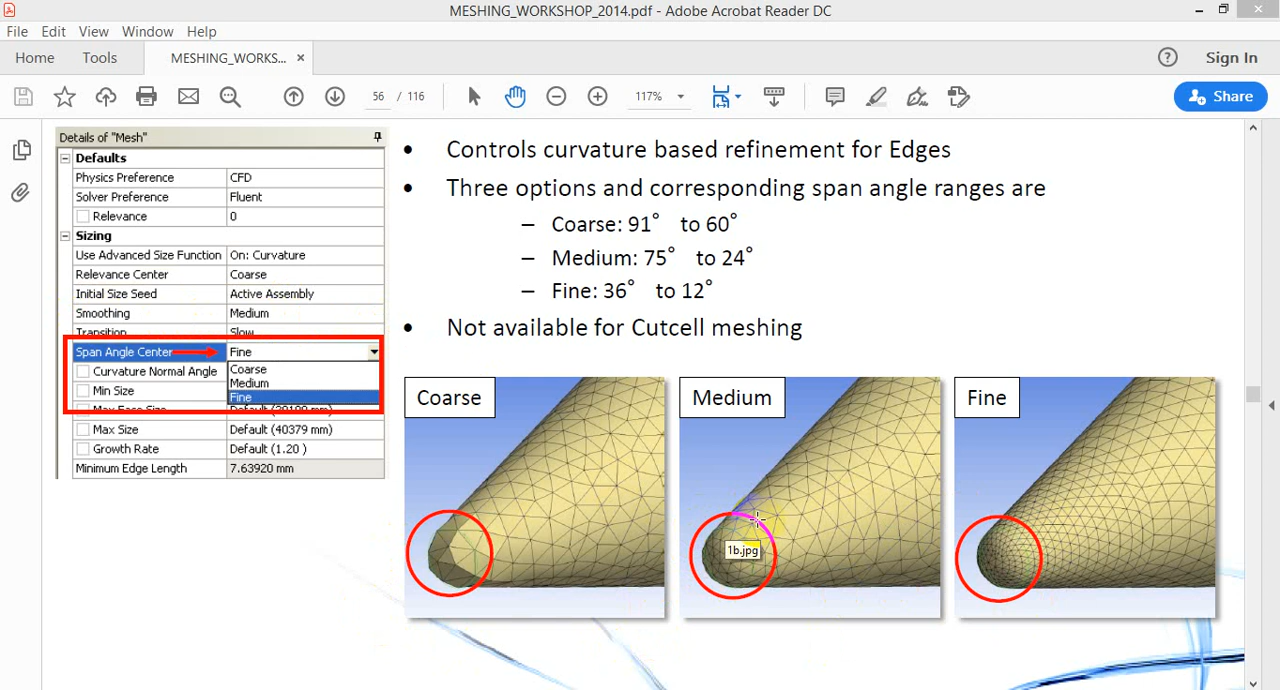 MESHING_WORKSHOP_2014.pdf - Adobe Acrobat Reader DC
File Edit View Window Help
Home Tools MESHING_WORKS... × Sign In
56 / 116 117% Share
Details of "Mesh"
Defaults
Physics Preference CFD
Solver Preference Fluent
Relevance 0
Sizing
Use Advanced Size Function On: Curvature
Relevance Center Coarse
Initial Size Seed Active Assembly
Smoothing Medium
Transition Slow
Span Angle Center Fine
Curvature Normal Angle Coarse
Medium
Min Size Fine
Max Face Size Default (20199 mm)
Max Size Default (40379 mm)
Growth Rate Default (1.20 )
Minimum Edge Length 7.63920 mm
• Controls curvature based refinement for Edges
• Three options and corresponding span angle ranges are
– Coarse: 91° to 60°
– Medium: 75° to 24°
– Fine: 36° to 12°
• Not available for Cutcell meshing
Coarse
Medium
Fine
1b.jpg